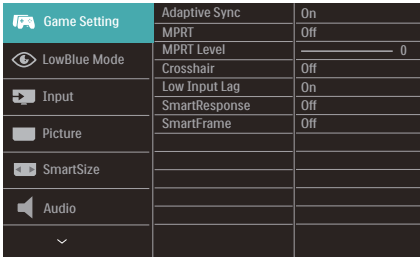 Game Setting
LowBlue Mode
Input
Picture
SmartSize
Audio
Adaptive Sync On
MPRT Off
MPRT Level 0
Crosshair Off
Low Input Lag On
SmartResponse Off
SmartFrame Off